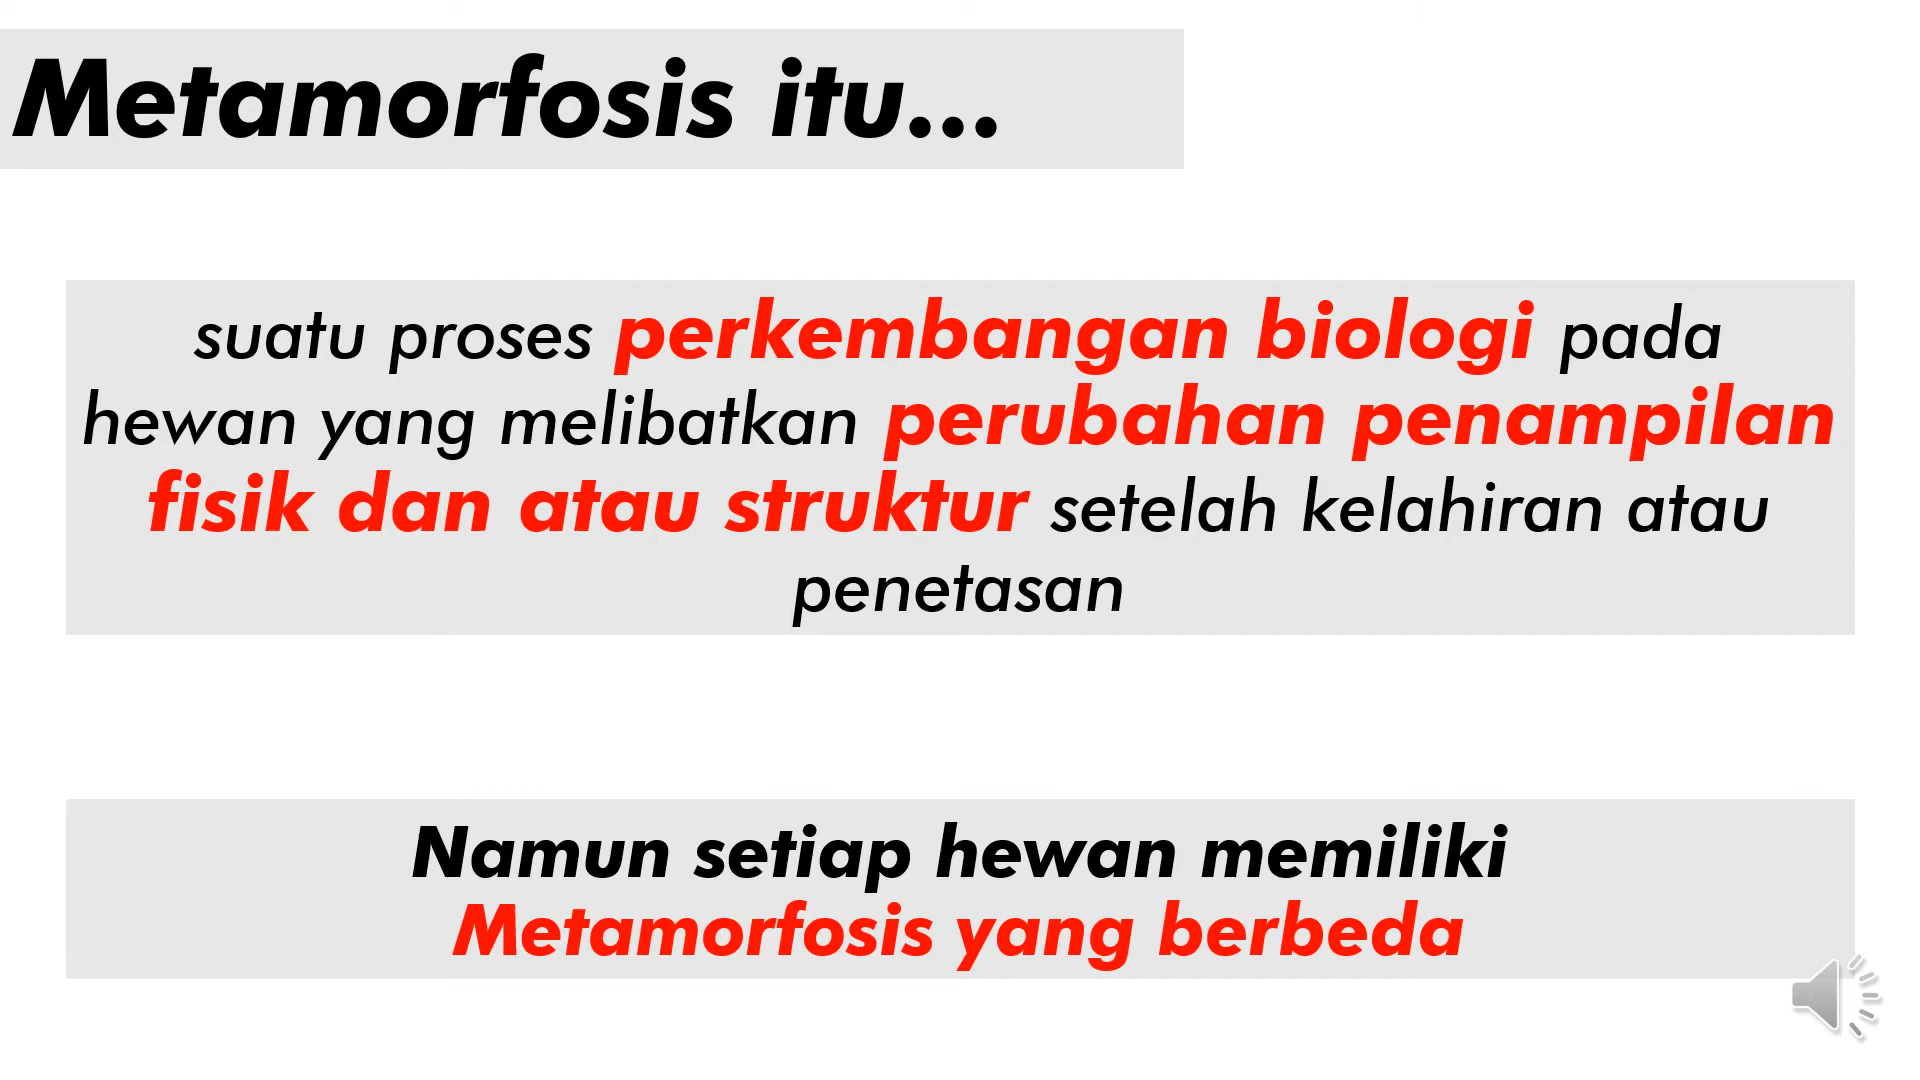 Metamorfosis itu...
suatu proses perkembangan biologi pada
hewan yang melibatkan perubahan penampilan
fisik dan atau struktur setelah kelahiran atau
penetasan
Namun setiap hewan memiliki
Metamorfosis yang berbeda